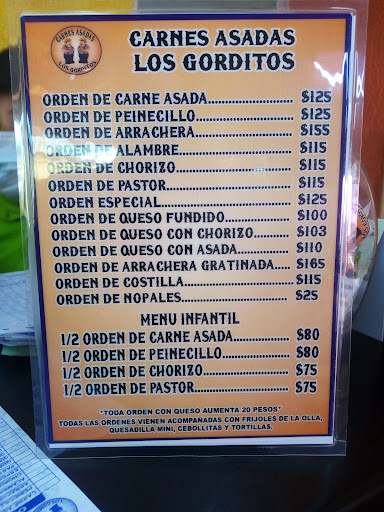 CARNES ASADAS
LOS GORDITOS
CARNES ASADAS
LOS GORDITOS
ORDEN DE CARNE ASADA........................ $125
ORDEN DE PEINECILLO........................ $125
ORDEN DE ARRACHERA........................ $155
ORDEN DE ALAMBRE........................ $115
ORDEN DE CHORIZO........................ $115
ORDEN DE PASTOR........................ $115
ORDEN ESPECIAL........................ $125
ORDEN DE QUESO FUNDIDO................ $100
ORDEN DE QUESO CON CHORIZO........ $103
ORDEN DE QUESO CON ASADA............ $110
ORDEN DE ARRACHERA GRATINADA..... $165
ORDEN DE COSTILLA........................ $115
ORDEN DE NOPALES........................ $25
MENU INFANTIL
1/2 ORDEN DE CARNE ASADA.............. $80
1/2 ORDEN DE PEINECILLO................. $80
1/2 ORDEN DE CHORIZO..................... $75
1/2 ORDEN DE PASTOR....................... $75
"TODA ORDEN CON QUESO AUMENTA 20 PESOS"
TODAS LAS ORDENES VIENEN ACOMPANADAS CON FRIJOLES DE LA OLLA,
QUESADILLA MINI, CEBOLLITAS Y TORTILLAS.